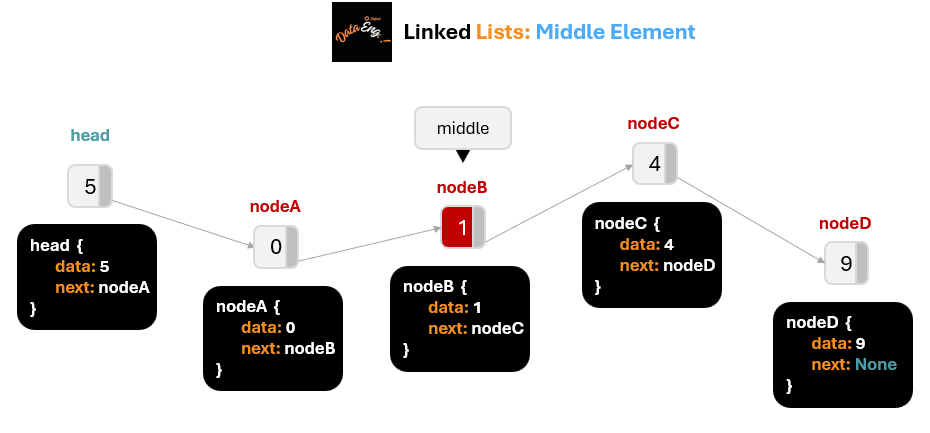 Data Eng.
Linked Lists: Middle Element
head
5
head {
data: 5
next: nodeA
}
nodeA
0
nodeA {
data: 0
next: nodeB
}
middle
nodeB
1
nodeB {
data: 1
next: nodeC
}
nodeC
4
nodeC {
data: 4
next: nodeD
}
nodeD
9
nodeD {
data: 9
next: None
}